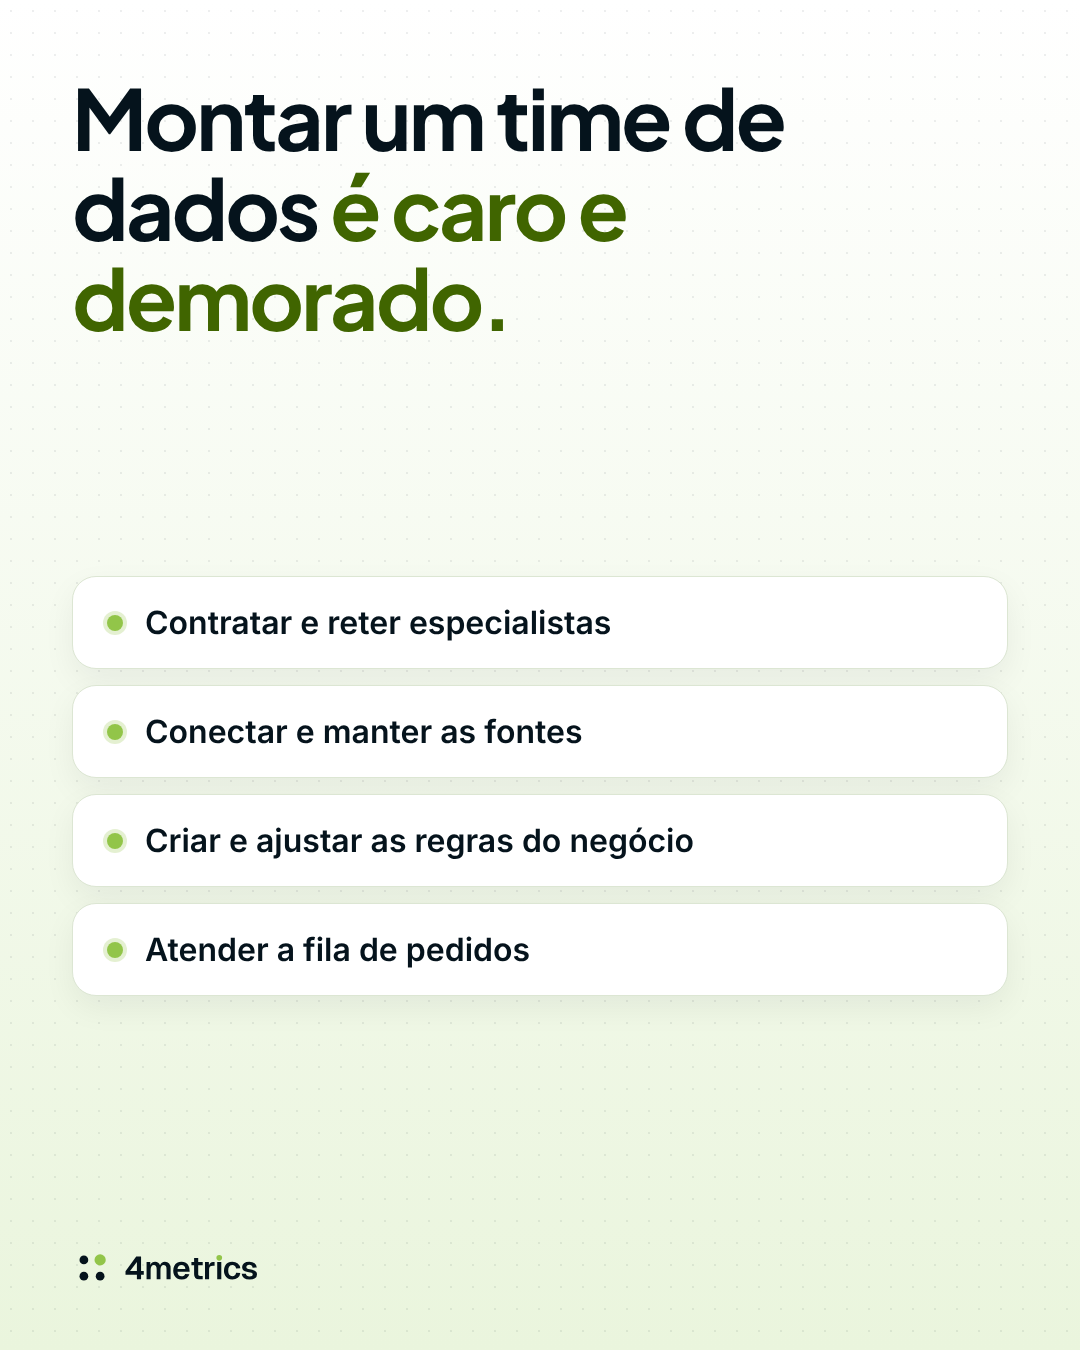 Montar um time de
dados é caro e
demorado.
Contratar e reter especialistas
Conectar e manter as fontes
Criar e ajustar as regras do negócio
Atender a fila de pedidos
4metrics